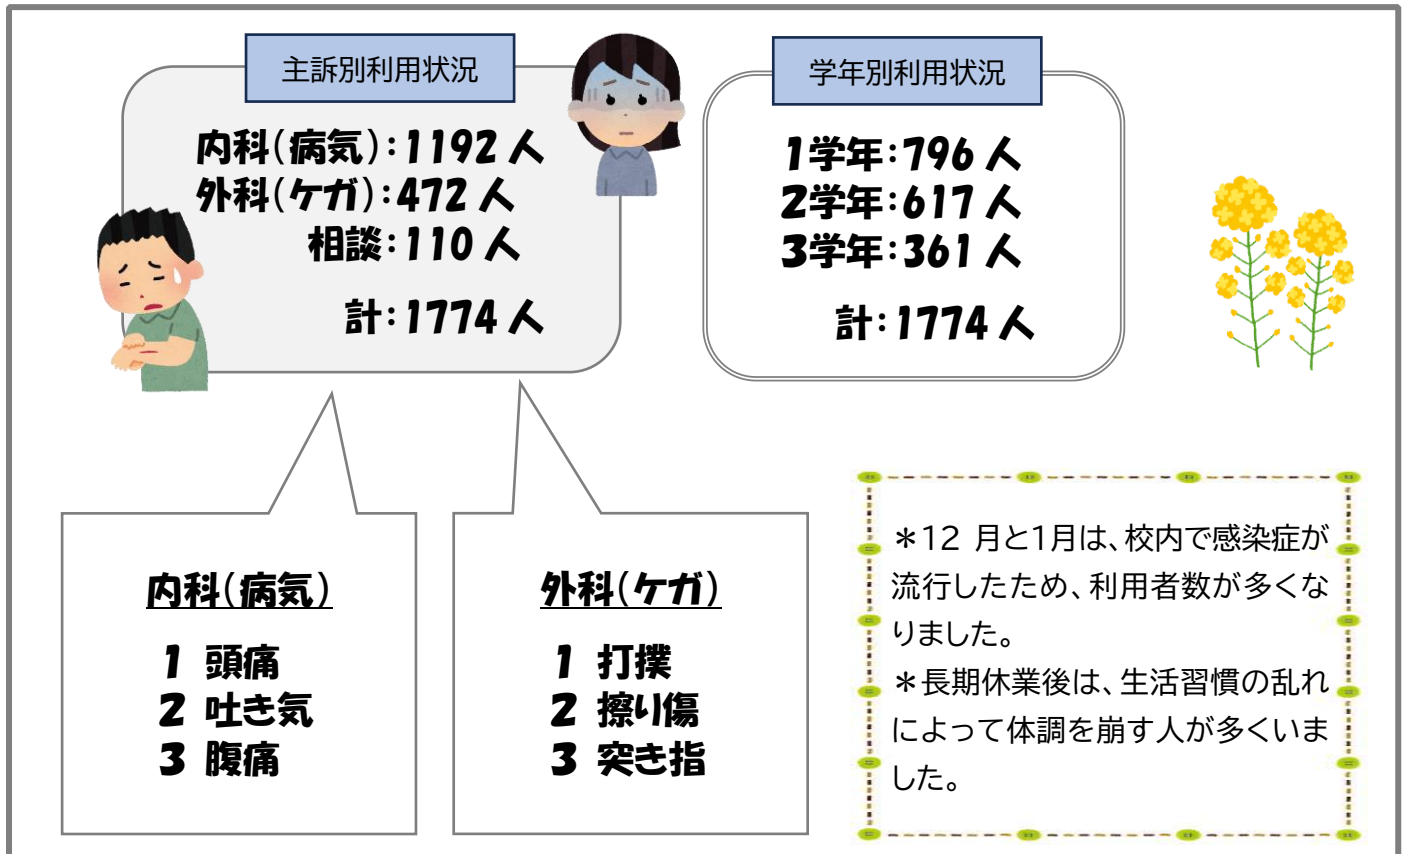 主訴別利用状況
内科(病気):1192人
外科(ケガ):472人
相談:110人
計:1774人
学年別利用状況
1学年:796人
2学年:617人
3学年:361人
計:1774人
内科(病気)
1 頭痛
2 吐き気
3 腹痛
外科(ケガ)
1 打撲
2 擦り傷
3 突き指
＊12 月と1月は、校内で感染症が
流行したため、利用者数が多くな
りました。
＊長期休業後は、生活習慣の乱れ
によって体調を崩す人が多くいま
した。